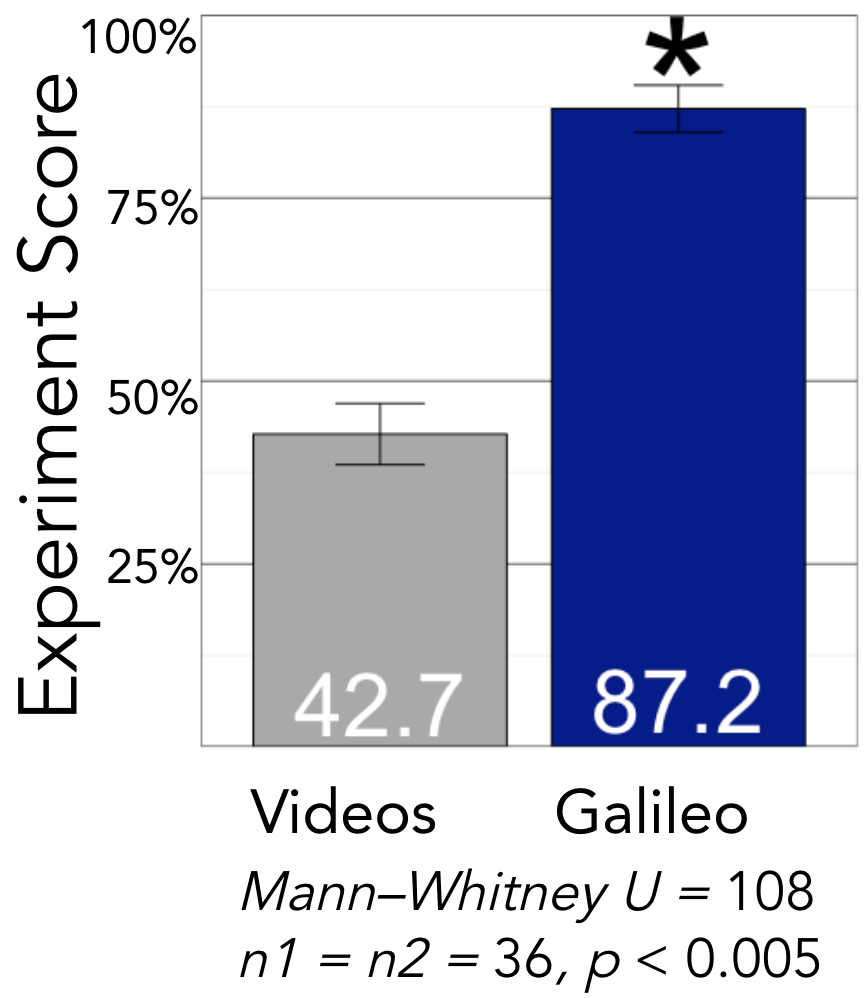 Experiment Score
100%
75%
50%
25%
*
42.7
87.2
Videos
Galileo
Mann–Whitney U = 108
n1 = n2 = 36, p < 0.005